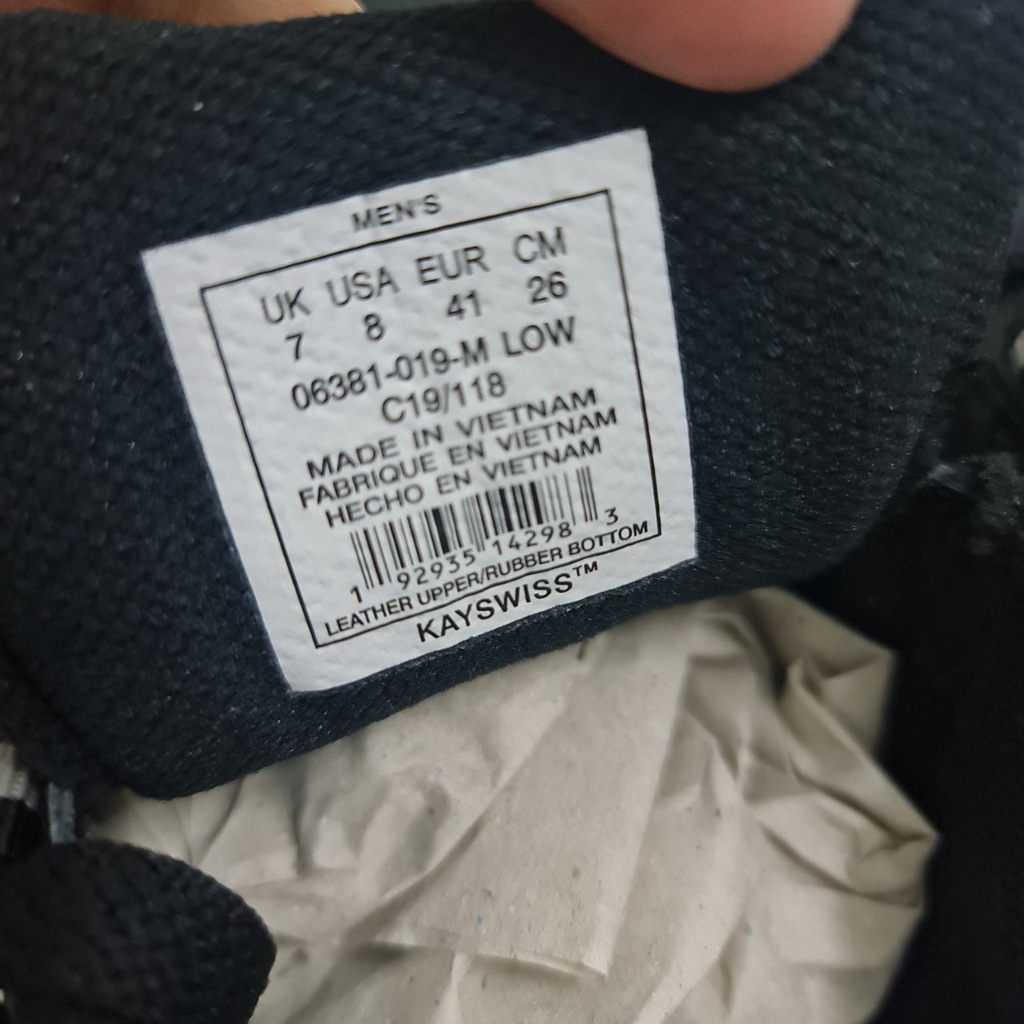 MEN'S
UK USA EUR CM
7 8 41 26
06381-019-M LOW
C19/118
MADE IN VIETNAM
FABRIQUE EN VIETNAM
HECHO EN VIETNAM
1 92935 14298 3
LEATHER UPPER/RUBBER BOTTOM
KAYSWISS™